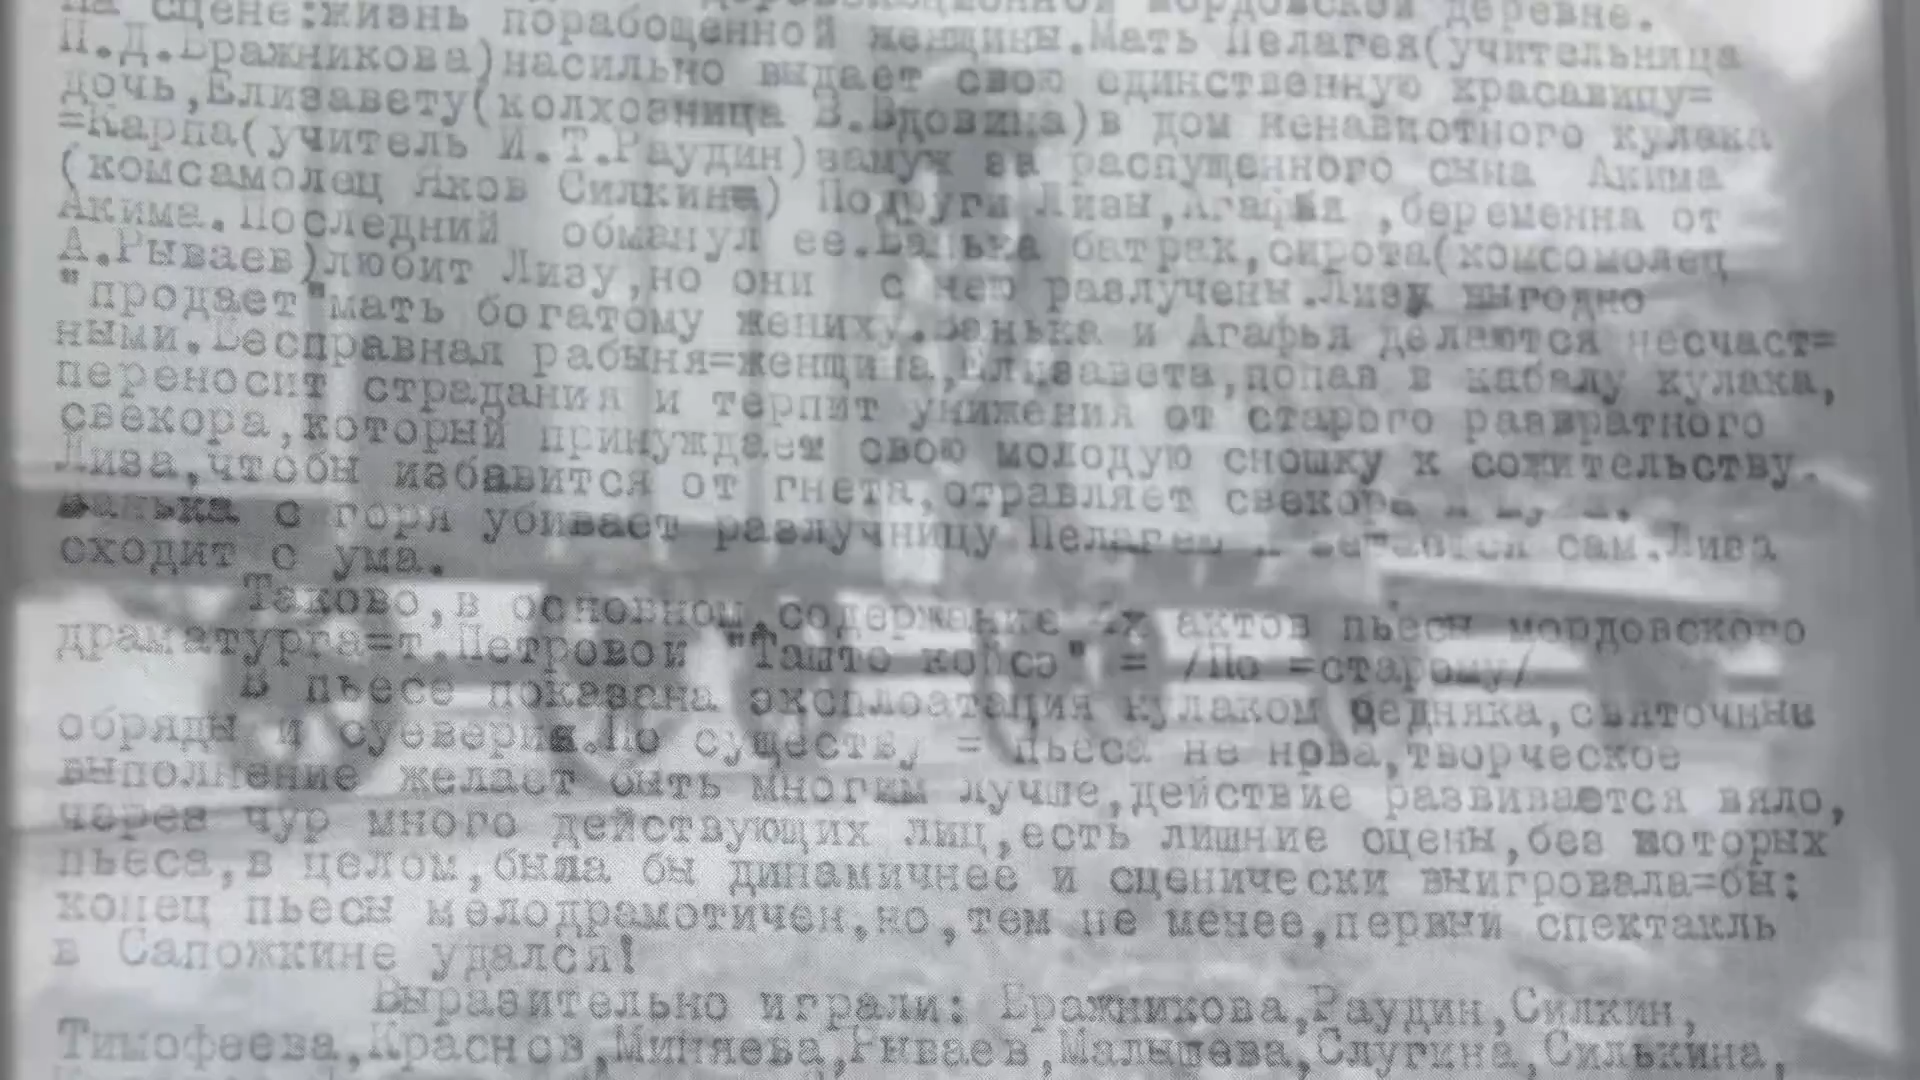 на сцене:жизнь порабощенной женщины.Мать Пелагея(учительница
П.Д.Бражникова)насильно выдает свою единственную красавицу=
дочь,Елизавету(колхозница В.Вдовина)в дом ненавистного кулака
=Карпа(учитель И.Т.Раудин)замуж за распущенного сына Акима
(комсамолец Яков Силкин) Подруги Лизы,Агафья ,беременна от
Акима.Последний обманул ее.Ванька батрак,сирота(комсомолец
А.Рываев)любит Лизу,но они с нею разлучены.Лизу выгодно
"продает"мать богатому жениху.Ванька и Агафья делаются несчаст=
ными.Бесправная рабыня=женщина,Елизавета,попав в кабалу кулака,
переносит страдания и терпит унижения от старого развратного
свекора,который принуждает свою молодую сношку к сожительству.
Лиза,чтобы избавится от гнета,отравляет свекора
Ванька с горя убивает разлучницу Пелагею сам.Лиза
сходит с ума.
Таково,в основном,содержание 4х актов пьесы мордовского
драматурга=т.Петровой "Ташто койсэ" = /По =старому/
В пьесе показана эксплоатация кулаком бедняка,святочные
обряды и суеверия.По существу = пьеса не нова,творческое
выполнение желает быть многим лучше,действие развивается вяло,
через чур много действующих лиц,есть лишние сцены,без которых
пьеса,в целом,была бы динамичнее и сценически выигровала=бы:
конец пьесы мелодрамотичен,но,тем не менее,первый спектакль
в Сапожкине удался!
Выразительно играли: Бражникова,Раудин,Силкин,
Тимофеева,Краснов,Миняева,Рываев,Малышева,Слугина,Силькина,